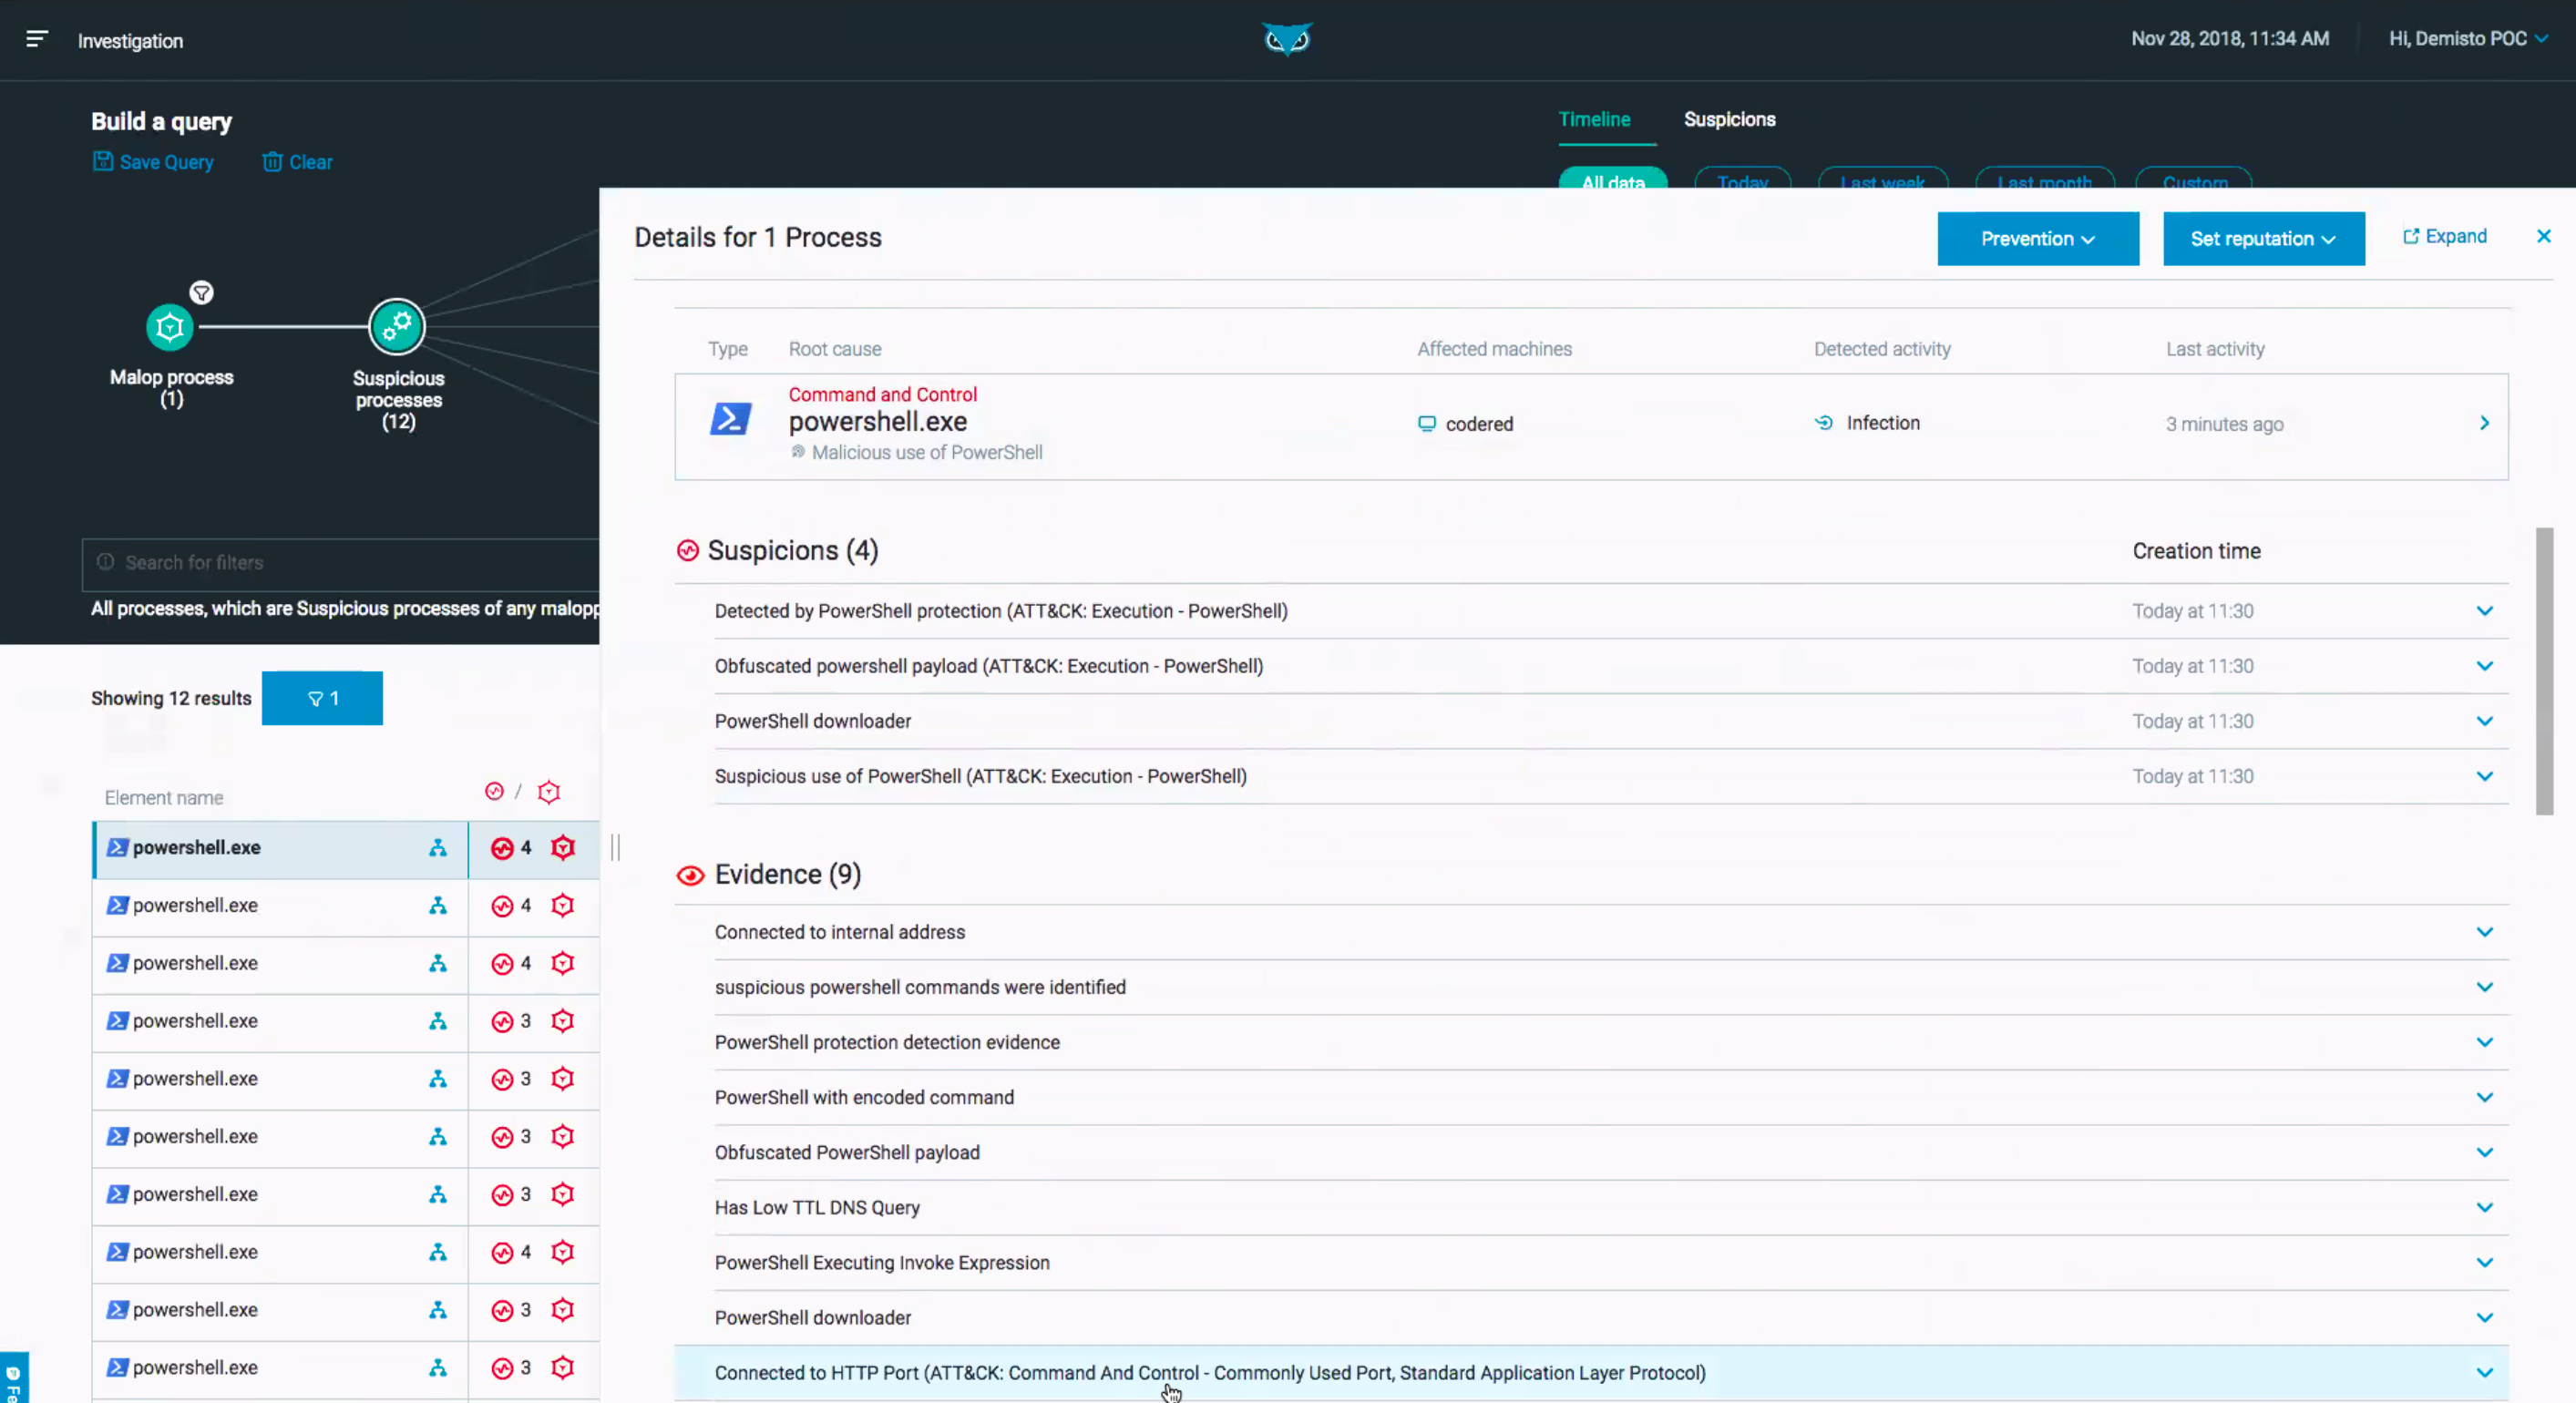 Investigation
Nov 28, 2018, 11:34 AM
Hi, Demisto POC
Build a query
Save Query
Clear
Timeline
Suspicions
All data
Today
Last week
Last month
Custom
Malop process
(1)
Suspicious
processes
(12)
Search for filters
All processes, which are Suspicious processes of any malopp
Showing 12 results
1
Element name
/
powershell.exe 4
powershell.exe 4
powershell.exe 4
powershell.exe 3
powershell.exe 3
powershell.exe 3
powershell.exe 3
powershell.exe 4
powershell.exe 3
powershell.exe 3
Fe
Details for 1 Process
Prevention
Set reputation
Expand
Type Root cause Affected machines Detected activity Last activity
Command and Control
powershell.exe
Malicious use of PowerShell
codered
Infection
3 minutes ago
Suspicions (4) Creation time
Detected by PowerShell protection (ATT&CK: Execution - PowerShell) Today at 11:30
Obfuscated powershell payload (ATT&CK: Execution - PowerShell) Today at 11:30
PowerShell downloader Today at 11:30
Suspicious use of PowerShell (ATT&CK: Execution - PowerShell) Today at 11:30
Evidence (9)
Connected to internal address
suspicious powershell commands were identified
PowerShell protection detection evidence
PowerShell with encoded command
Obfuscated PowerShell payload
Has Low TTL DNS Query
PowerShell Executing Invoke Expression
PowerShell downloader
Connected to HTTP Port (ATT&CK: Command And Control - Commonly Used Port, Standard Application Layer Protocol)